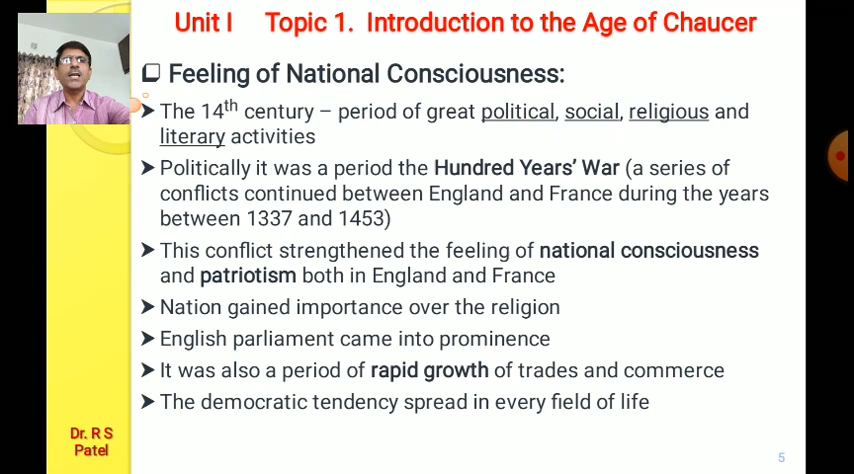 Unit I Topic 1. Introduction to the Age of Chaucer
❑ Feeling of National Consciousness:
➤ The 14th century – period of great political, social, religious and
literary activities
➤ Politically it was a period the Hundred Years' War (a series of
conflicts continued between England and France during the years
between 1337 and 1453)
➤ This conflict strengthened the feeling of national consciousness
and patriotism both in England and France
➤ Nation gained importance over the religion
➤ English parliament came into prominence
➤ It was also a period of rapid growth of trades and commerce
➤ The democratic tendency spread in every field of life
Dr. R S
Patel
5